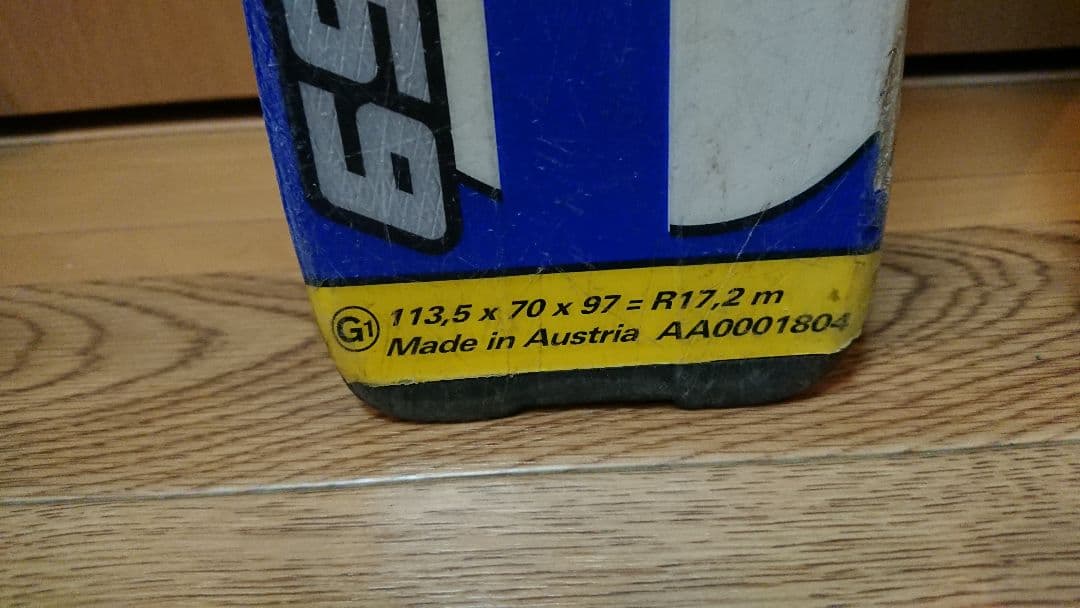 G1 113,5 x 70 x 97 = R17,2 m
Made in Austria AA0001804